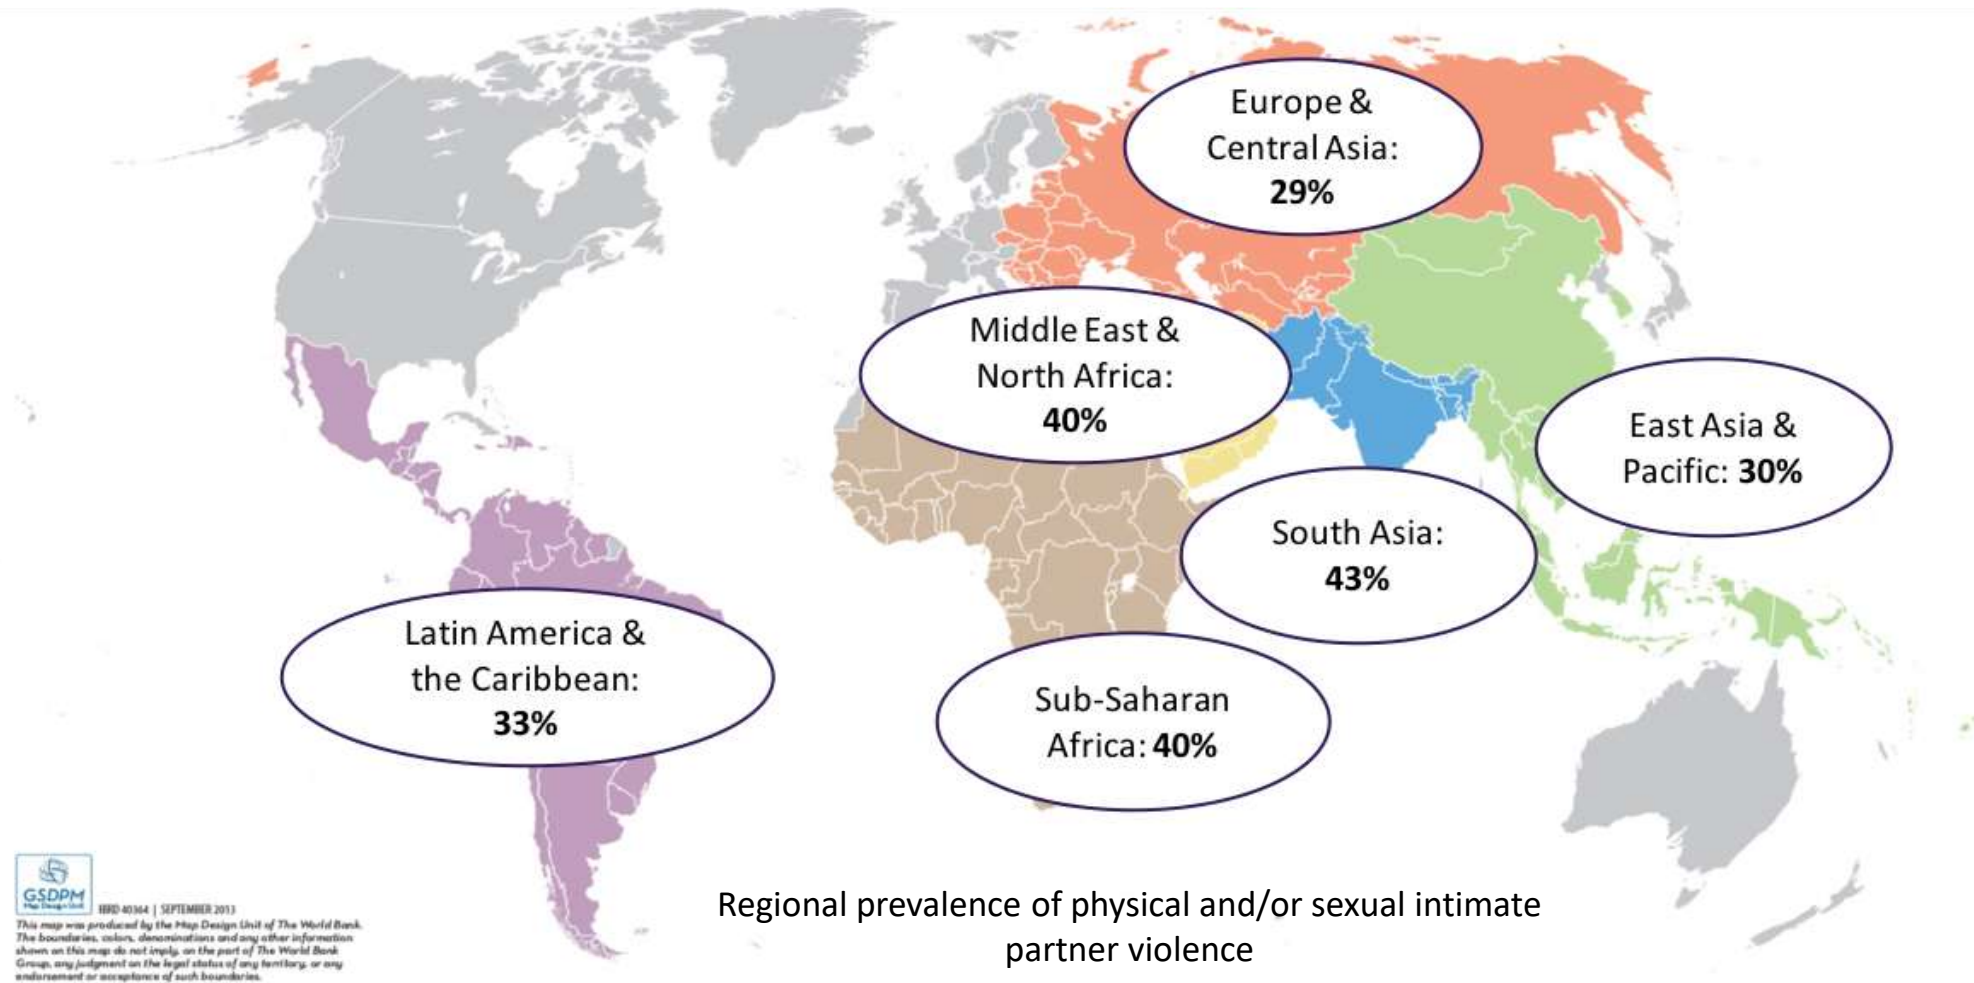 Europe &
Central Asia:
29%
Middle East &
North Africa:
40%
East Asia &
Pacific: 30%
South Asia:
43%
Latin America &
the Caribbean:
33%
Sub-Saharan
Africa: 40%
Regional prevalence of physical and/or sexual intimate
partner violence
GSDPM
Map Design Unit
IBRD 40364 | SEPTEMBER 2013
This map was produced by the Map Design Unit of The World Bank.
The boundaries, colors, denominations and any other information
shown on this map do not imply, on the part of The World Bank
Group, any judgment on the legal status of any territory, or any
endorsement or acceptance of such boundaries.